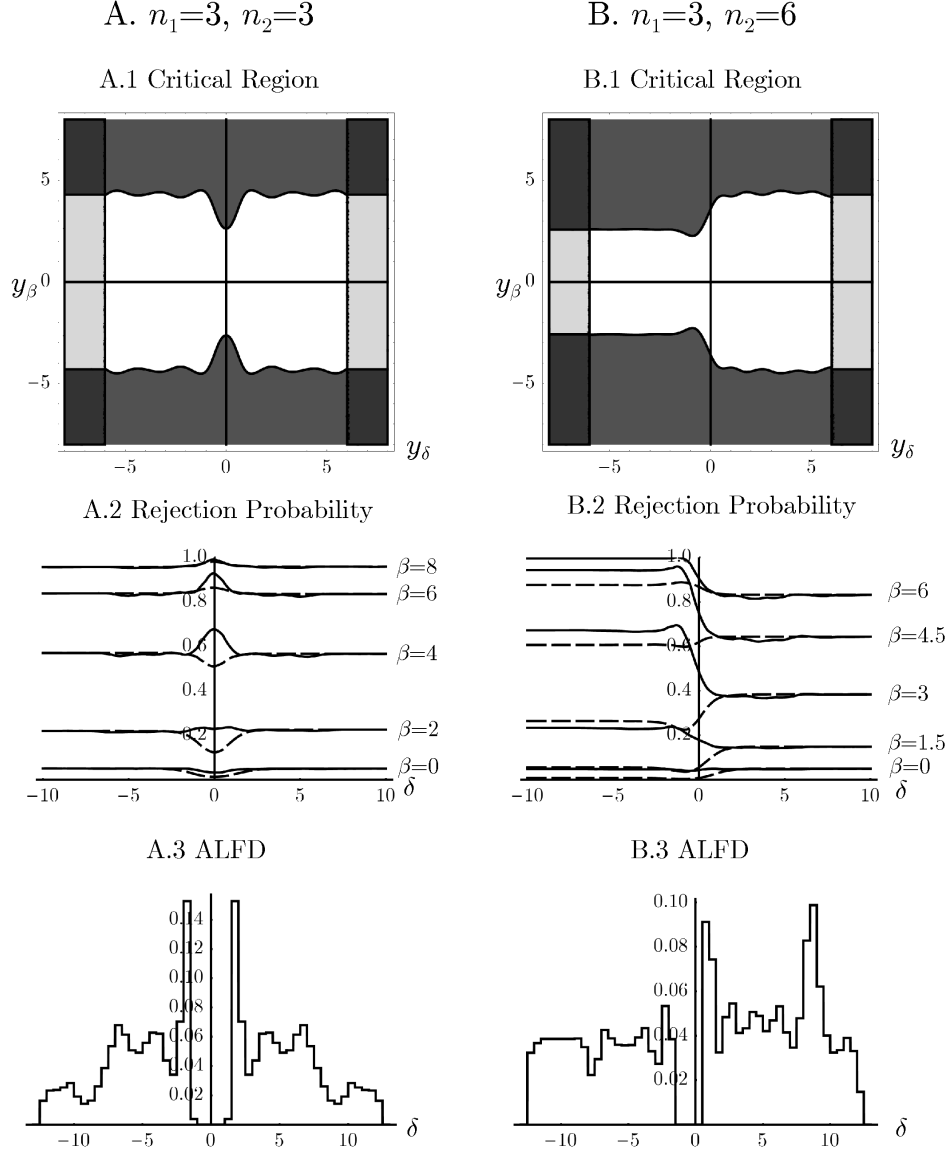 A. n₁=3, n₂=3
B. n₁=3, n₂=6
A.1 Critical Region
5
yβ 0
−5
−5 0 5
yδ
B.1 Critical Region
5
yβ 0
−5
−5 0 5
yδ
A.2 Rejection Probability
1.0
0.8
0.6
0.4
0.2
β=8
β=6
β=4
β=2
β=0
−10 −5 0 5 10 δ
B.2 Rejection Probability
1.0
0.8
0.6
0.4
0.2
β=6
β=4.5
β=3
β=1.5
β=0
−10 −5 0 5 10 δ
A.3 ALFD
0.14
0.12
0.10
0.08
0.06
0.04
0.02
−10 −5 0 5 10 δ
B.3 ALFD
0.10
0.08
0.06
0.04
0.02
−10 −5 0 5 10 δ